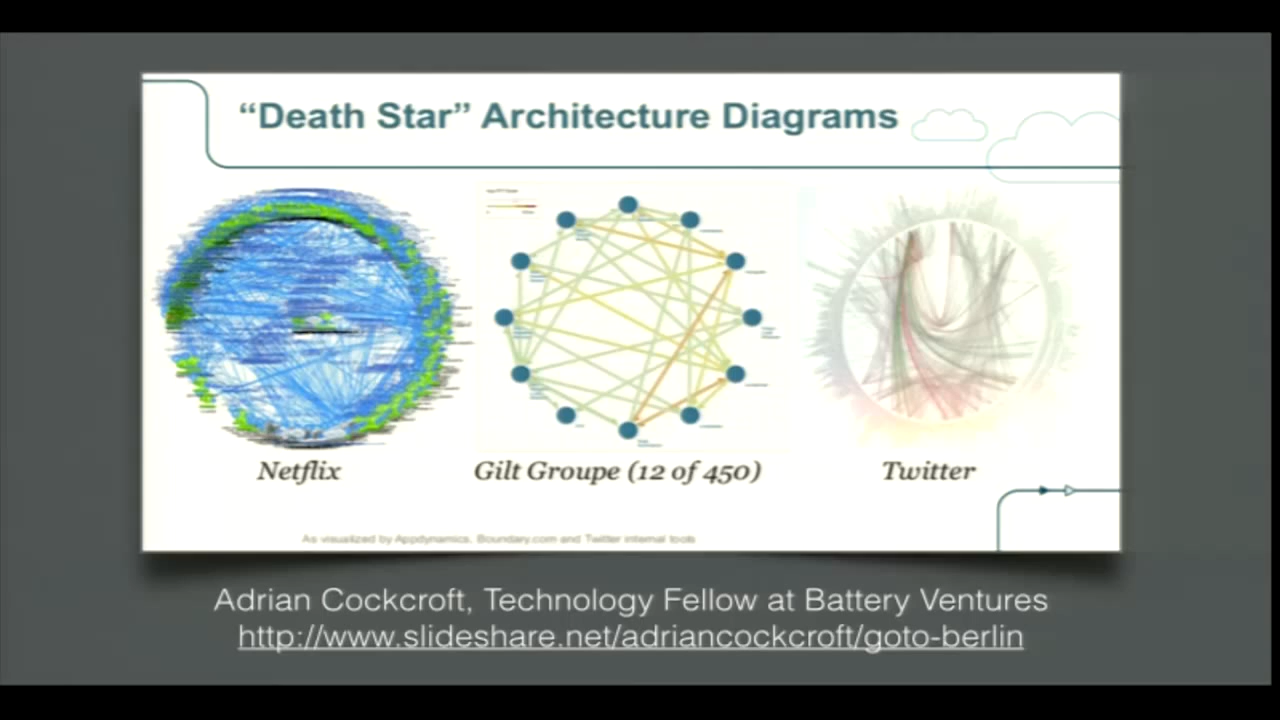 “Death Star” Architecture Diagrams
Netflix
Gilt Groupe (12 of 450)
Twitter
As visualized by Appdynamics, Boundary.com and Twitter internal tools
Adrian Cockcroft, Technology Fellow at Battery Ventures
http://www.slideshare.net/adriancockcroft/goto-berlin